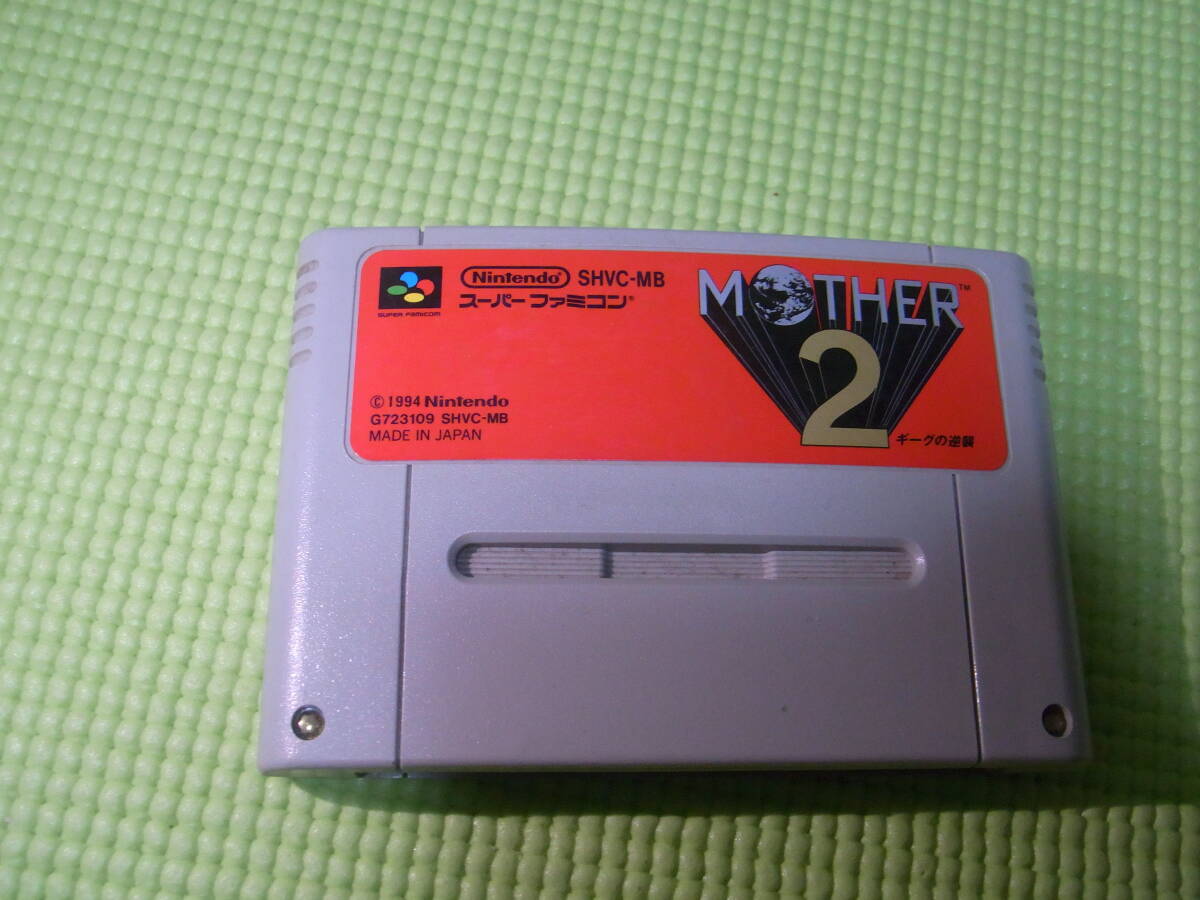 SUPER FAMICOM
Nintendo® SHVC-MB
スーパーファミコン®
MOTHER™
2
ギーグの逆襲
© 1994 Nintendo
G723109 SHVC-MB
MADE IN JAPAN